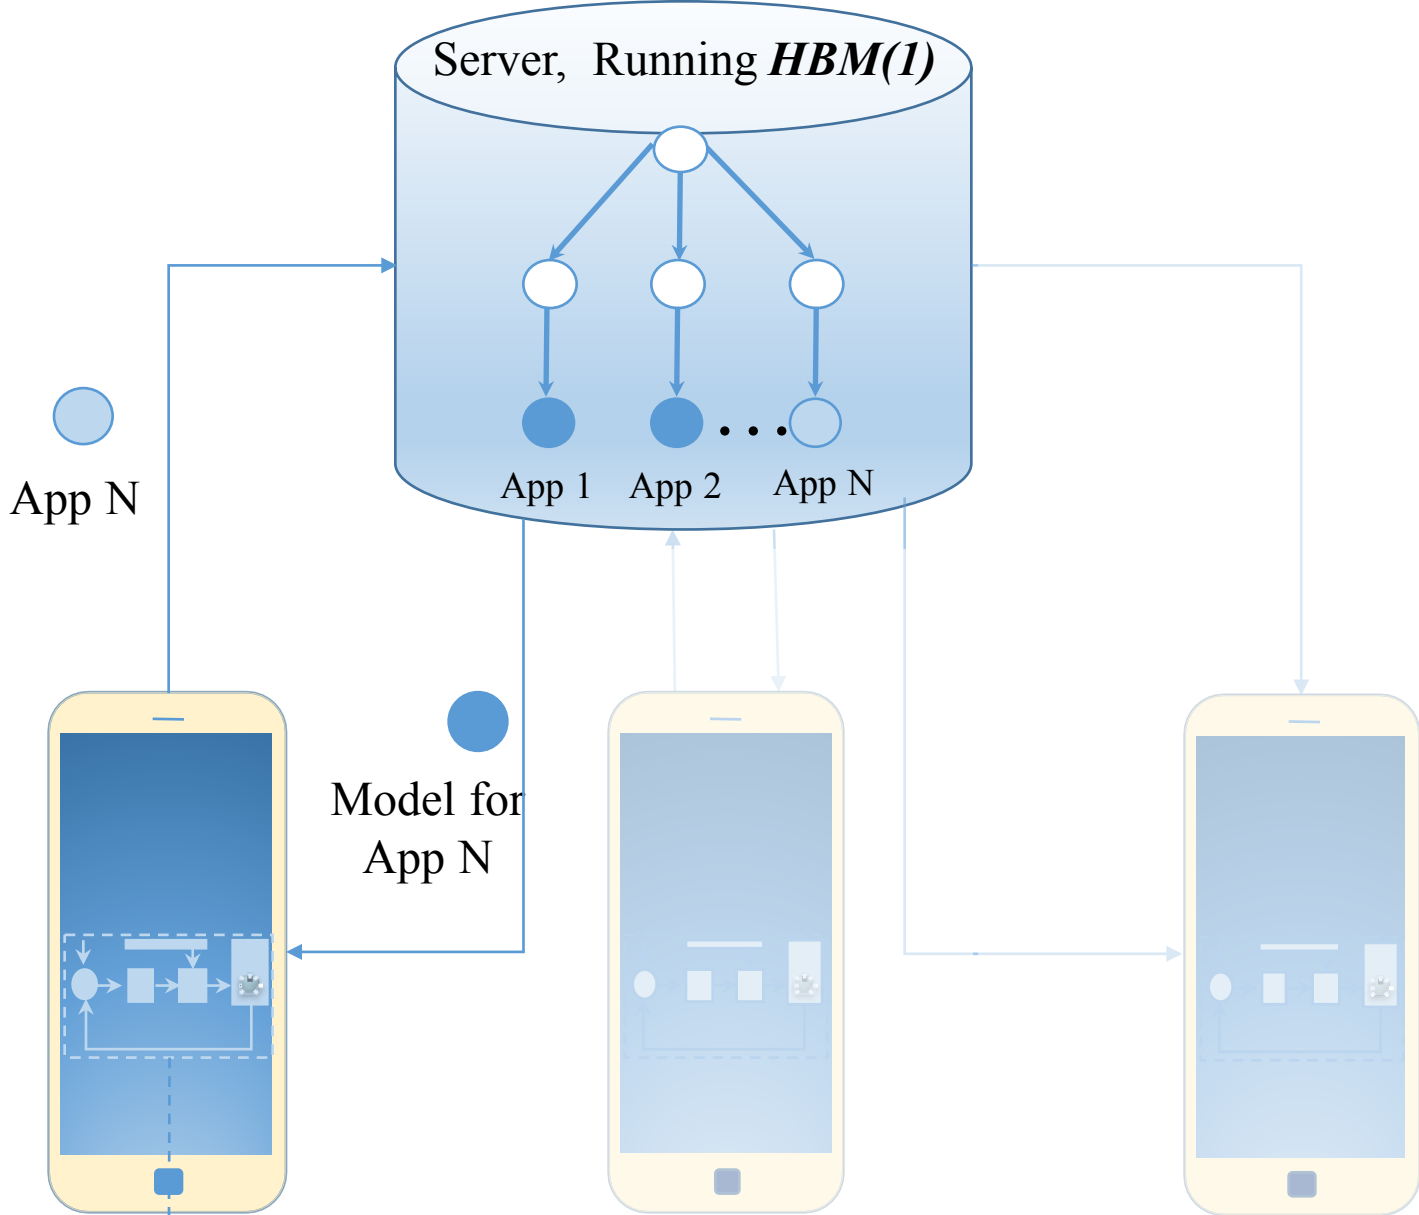 Server, Running HBM(1)
App 1
App 2
. . .
App N
App N
Model for
App N